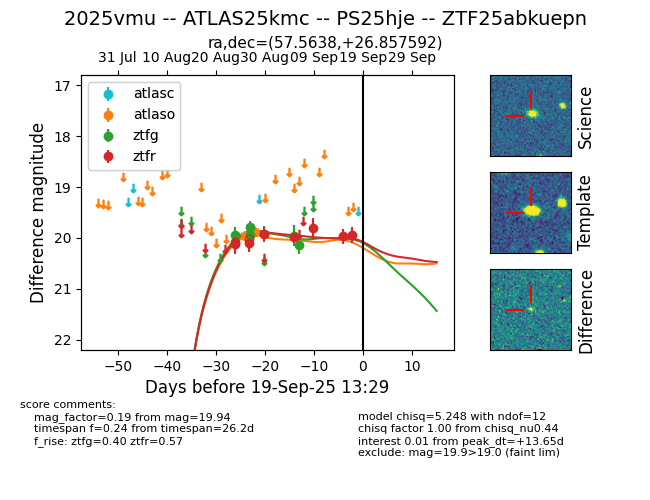 2025vmu -- ATLAS25kmc -- PS25hje -- ZTF25abkuepn
ra,dec=(57.5638,+26.857592)
31 Jul 10 Aug20 Aug30 Aug09 Sep19 Sep29 Sep
17
18
19
20
21
22
Difference magnitude
atlasc
atlaso
ztfg
ztfr
−50 −40 −30 −20 −10 0 10
Days before 19-Sep-25 13:29
Science
Template
Difference
score comments:
mag_factor=0.19 from mag=19.94
timespan f=0.24 from timespan=26.2d
f_rise: ztfg=0.40 ztfr=0.57
model chisq=5.248 with ndof=12
chisq factor 1.00 from chisq_nu0.44
interest 0.01 from peak_dt=+13.65d
exclude: mag=19.9>19.0 (faint lim)